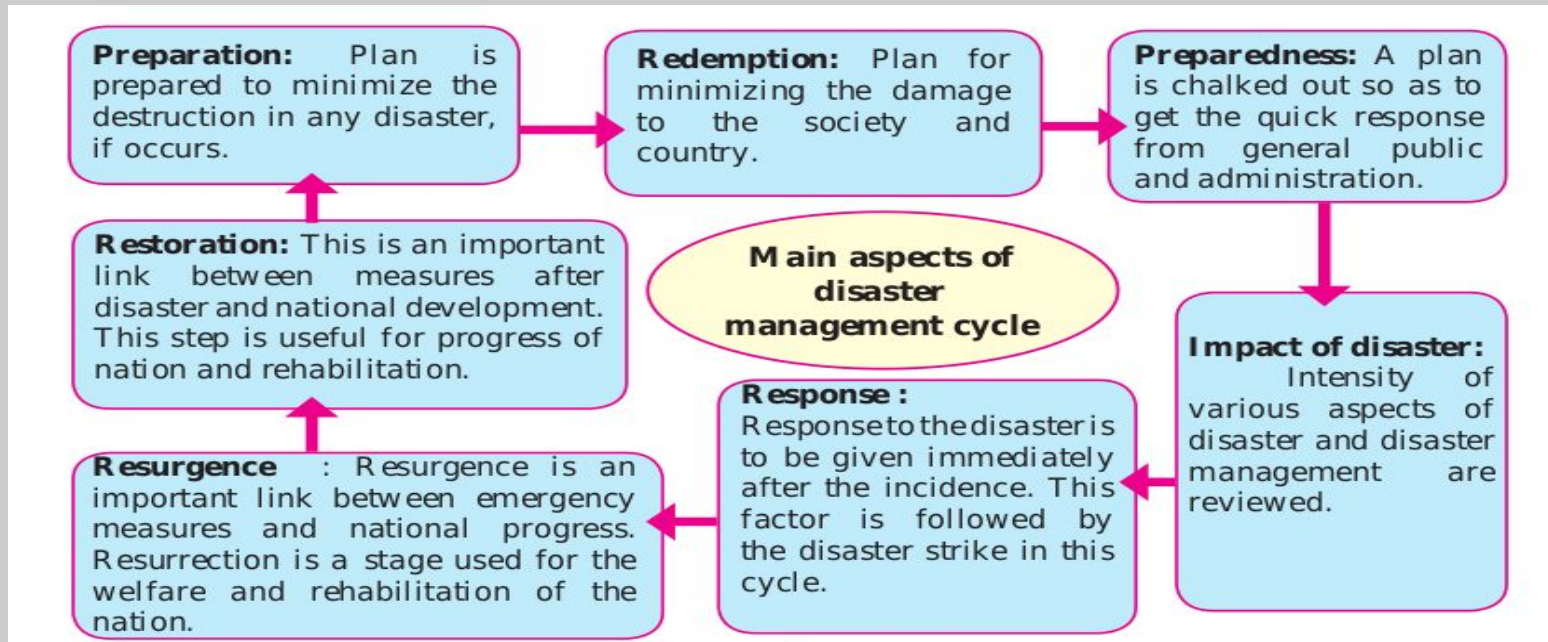 Preparation: Plan is
prepared to minimize the
destruction in any disaster,
if occurs.
Redemption: Plan for
minimizing the damage
to the society and
country.
Preparedness: A plan
is chalked out so as to
get the quick response
from general public
and administration.
Restoration: This is an important
link between measures after
disaster and national development.
This step is useful for progress of
nation and rehabilitation.
Main aspects of
disaster
management cycle
Impact of disaster:
Intensity of
various aspects of
disaster and disaster
management are
reviewed.
Response :
Response to the disaster is
to be given immediately
after the incidence. This
factor is followed by
the disaster strike in this
cycle.
Resurgence : Resurgence is an
important link between emergency
measures and national progress.
Resurrection is a stage used for the
welfare and rehabilitation of the
nation.